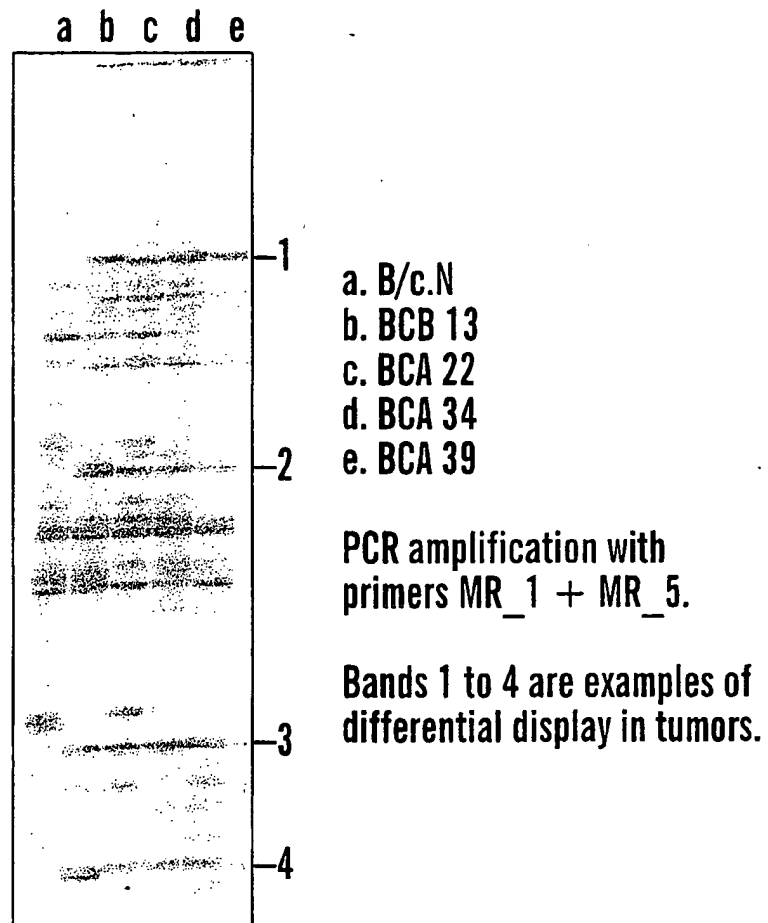 a b c d e
1
a. B/c.N
b. BCB 13
c. BCA 22
d. BCA 34
2
e. BCA 39
PCR amplification with
primers MR_1 + MR_5.
Bands 1 to 4 are examples of
differential display in tumors.
3
4